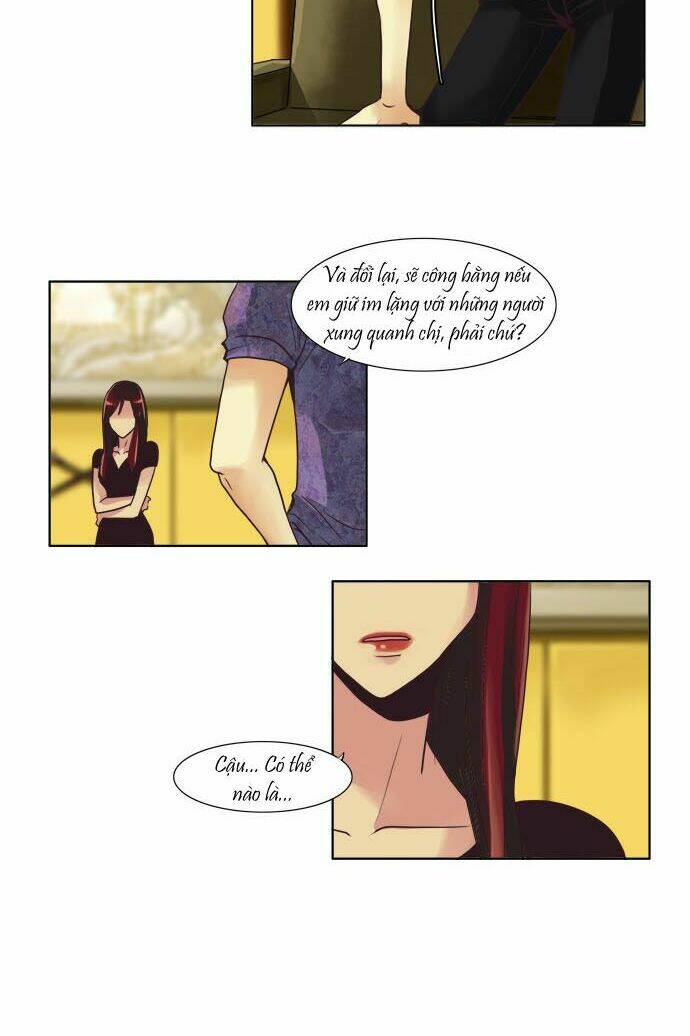 Và đổi lại, sẽ công bằng nếu
em giữ im lặng với những người
xung quanh chị, phải chứ?
Cậu... Có thể
nào là...